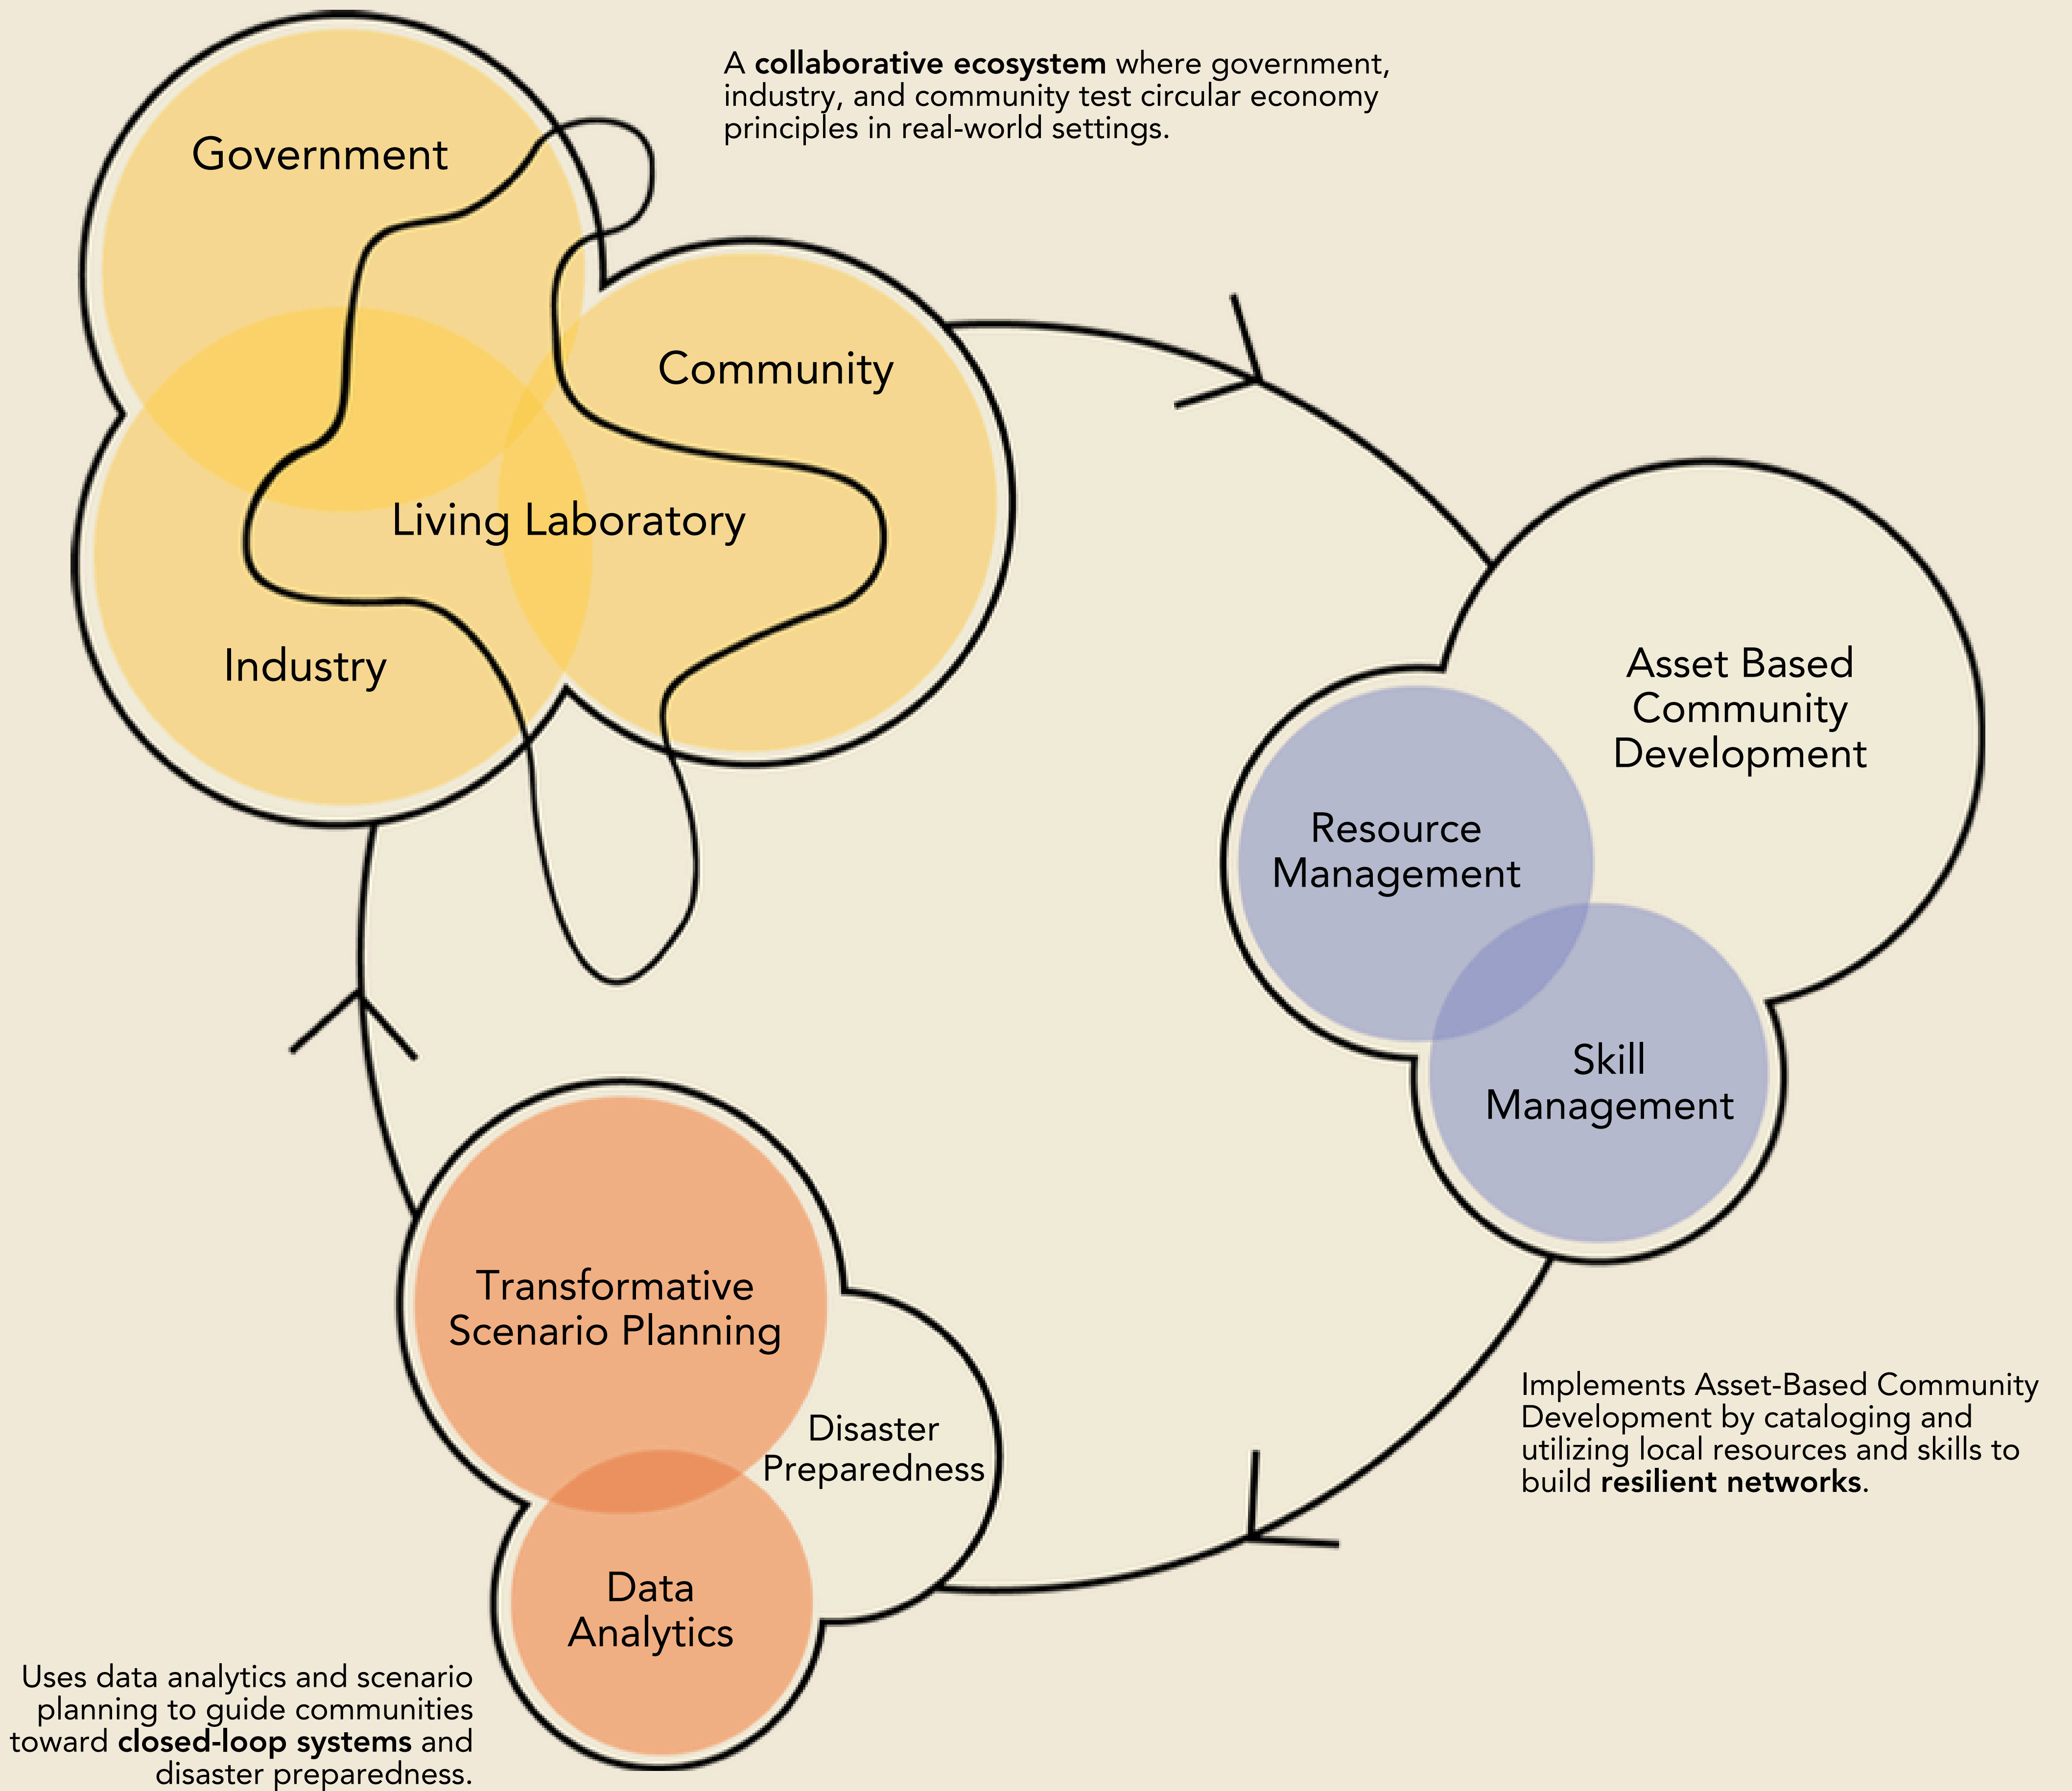 A collaborative ecosystem where government,
industry, and community test circular economy
principles in real-world settings.
Government
Community
Living Laboratory
Industry
Asset Based
Community
Development
Resource
Management
Skill
Management
Implements Asset-Based Community
Development by cataloging and
utilizing local resources and skills to
build resilient networks.
Transformative
Scenario Planning
Disaster
Preparedness
Data
Analytics
Uses data analytics and scenario
planning to guide communities
toward closed-loop systems and
disaster preparedness.